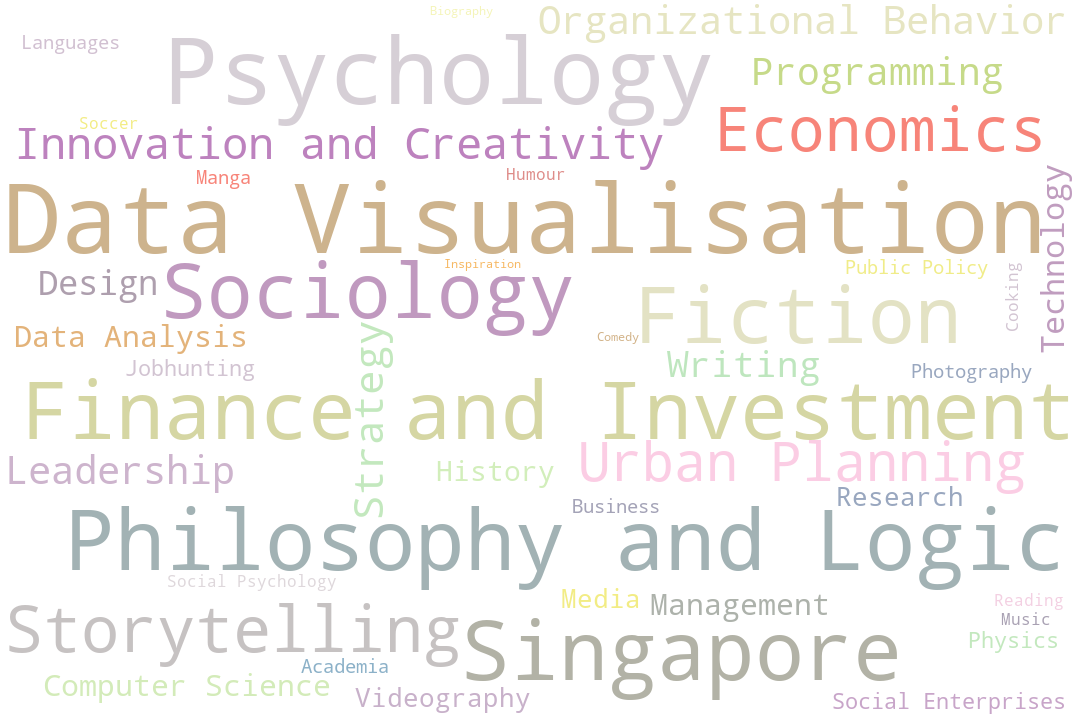 Biography
Organizational Behavior
Languages
Psychology
Programming
Soccer
Innovation and Creativity
Economics
Manga
Humour
Data Visualisation
Technology
Inspiration
Public Policy
Design
Sociology
Cooking
Fiction
Data Analysis
Comedy
Strategy
Jobhunting
Writing
Photography
Finance and Investment
Leadership
History
Urban Planning
Research
Business
Philosophy and Logic
Social Psychology
Media
Management
Reading
Music
Storytelling
Singapore
Physics
Academia
Computer Science
Videography
Social Enterprises